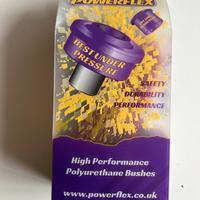 POWERFLEX
BEST UNDER
PRESSURE
SAFETY
DURABILITY
PERFORMANCE
High Performance
Polyurethane Bushes
www.powerflex.co.uk